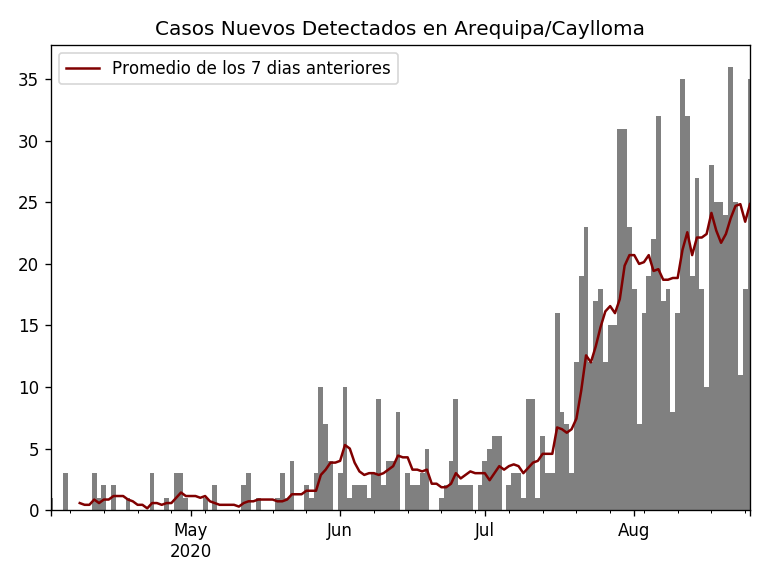 Casos Nuevos Detectados en Arequipa/Caylloma
Promedio de los 7 dias anteriores
35
30
25
20
15
10
5
0
May
2020
Jun
Jul
Aug